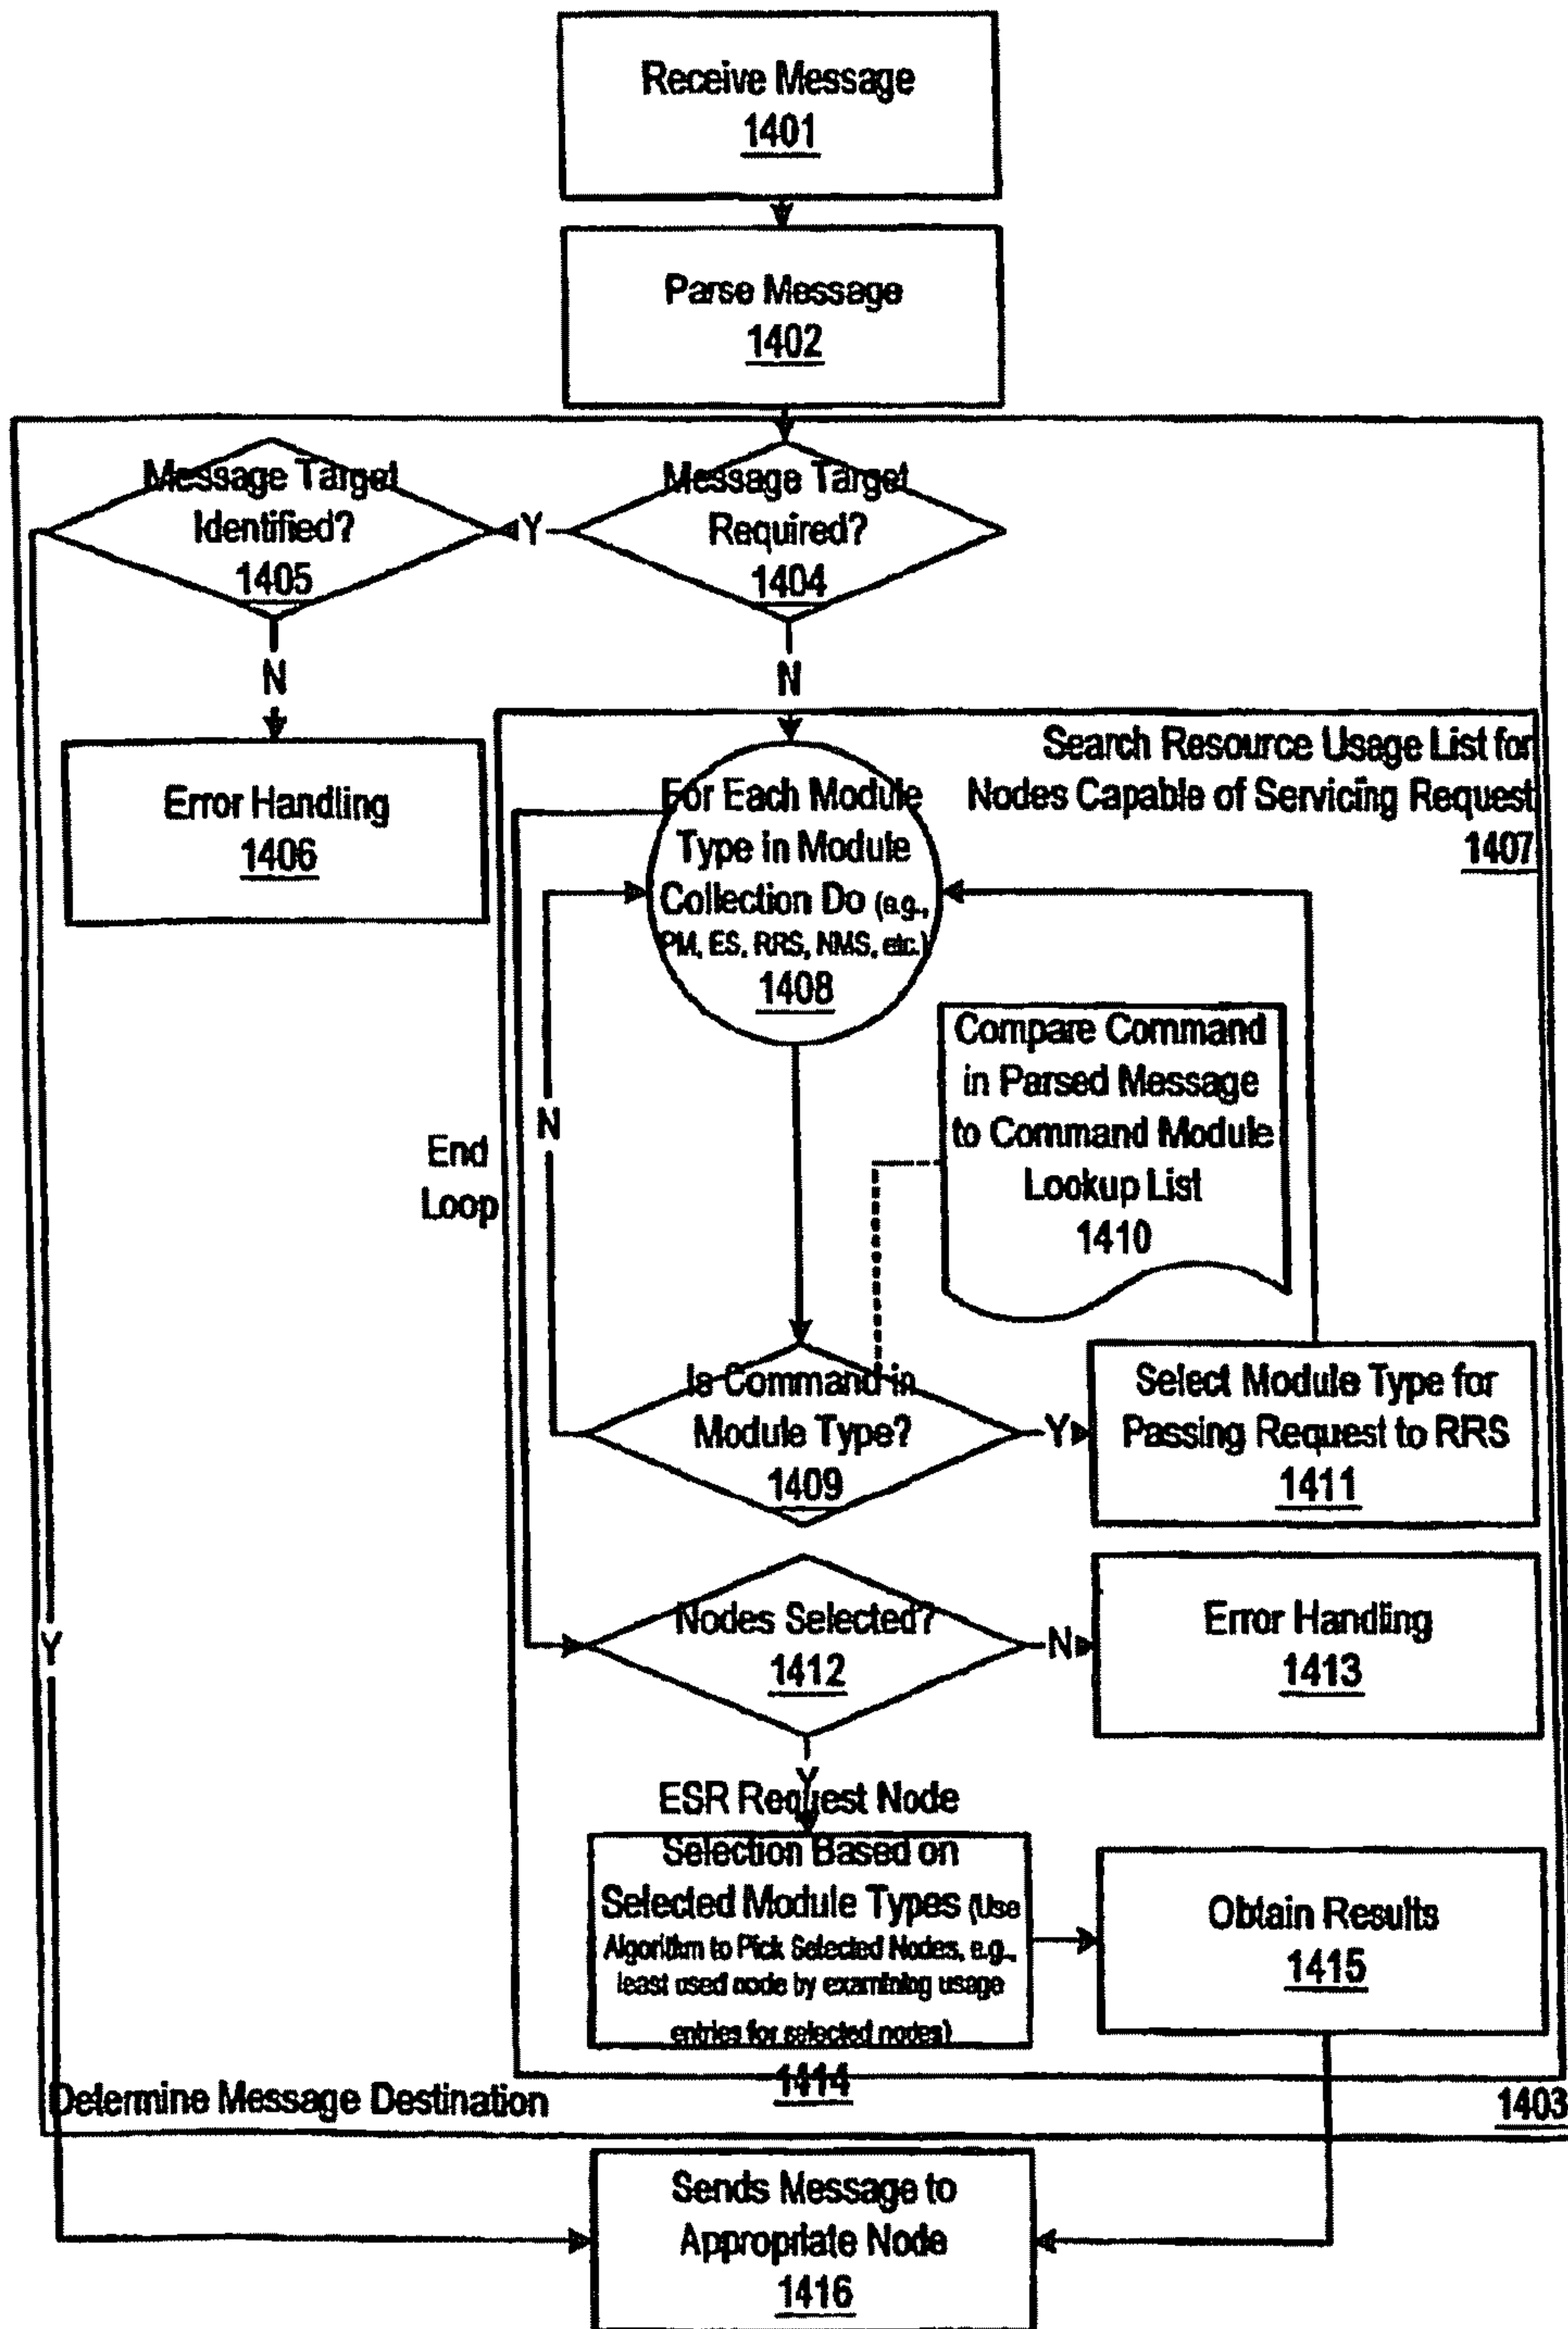 Receive Message
1401
Parse Message
1402
Message Target
Identified?
1405
Y
Message Target
Required?
1404
N
N
Error Handling
1406
Search Resource Usage List for
Nodes Capable of Servicing Request
1407
For Each Module
Type in Module
Collection Do (e.g.,
PM, ES, RRS, NMS, etc.)
1408
Compare Command
in Parsed Message
to Command Module
Lookup List
1410
N
End
Loop
Is Command in
Module Type?
1409
Y
Select Module Type for
Passing Request to RRS
1411
Y
Nodes Selected?
1412
N
Error Handling
1413
Y
ESR Request Node
Selection Based on
Selected Module Types (Use
Algorithm to Pick Selected Nodes, e.g.,
least used node by examining usage
entries for selected nodes)
1414
Obtain Results
1415
Determine Message Destination
1403
Sends Message to
Appropriate Node
1416